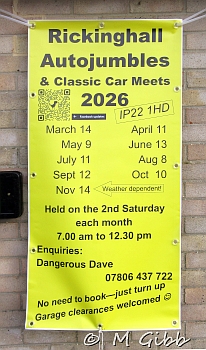 Rickinghall
Autojumbles
& Classic Car Meets
2026
IP22 1HD
Facebook updates
March 14 April 11
May 9 June 13
July 11 Aug 8
Sept 12 Oct 10
Nov 14 Weather dependent!
Held on the 2nd Saturday
each month
7.00 am to 12.30 pm
Enquiries:
Dangerous Dave
07806 437 722
No need to book—just turn up
Garage clearances welcomed ☺
© M Gibb